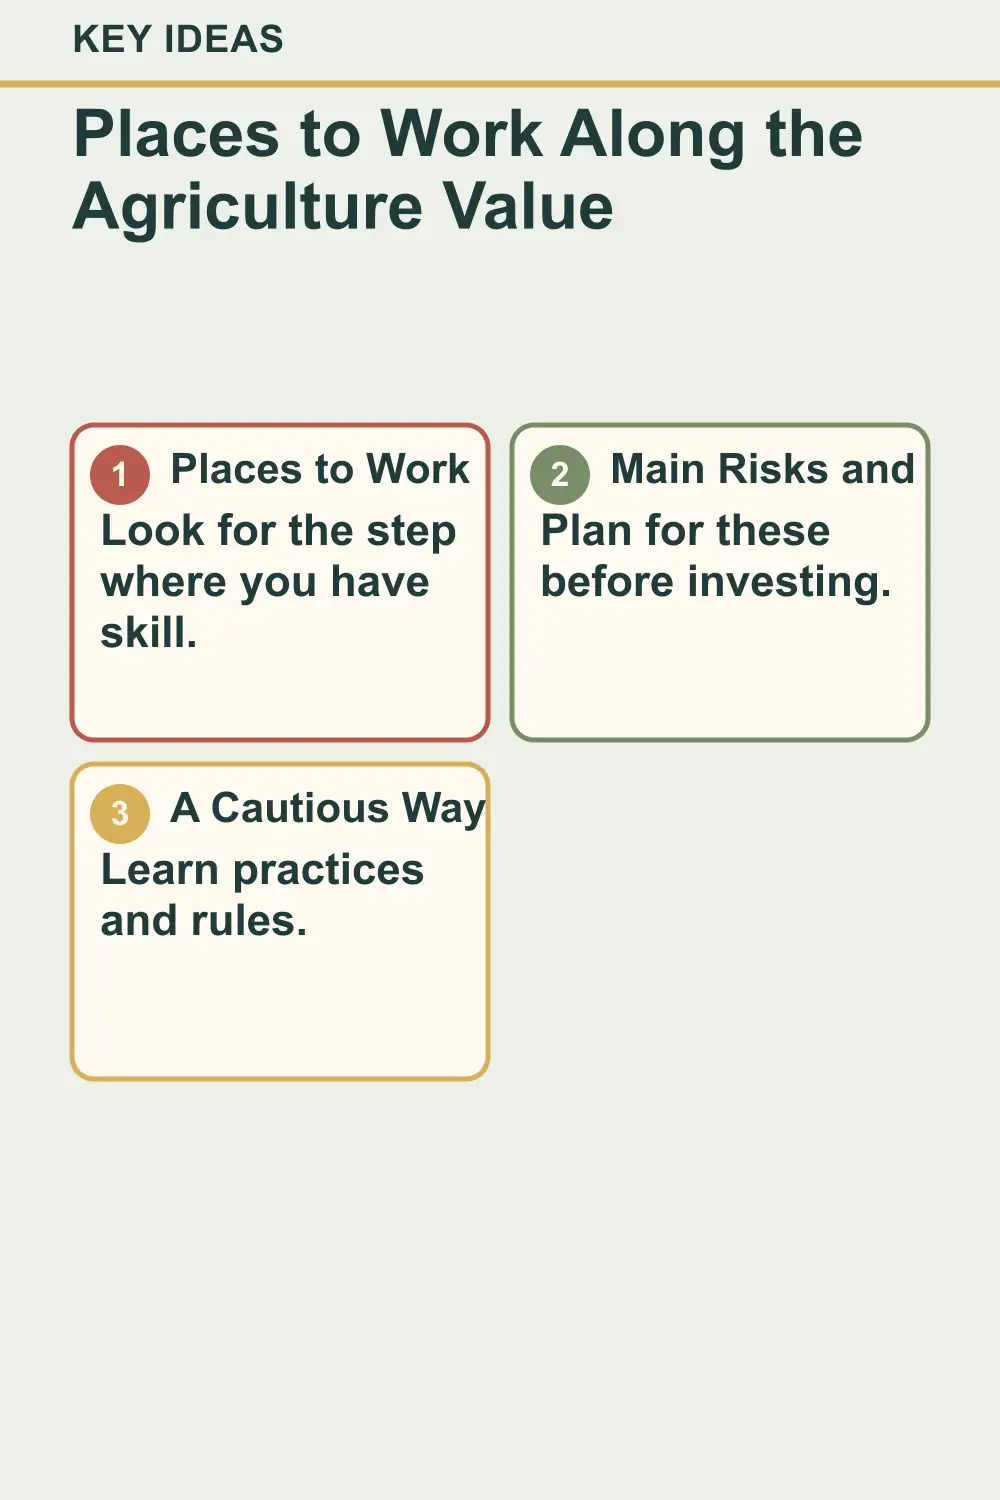 KEY IDEAS
Places to Work Along the
Agriculture Value
1 Places to Work
Look for the step
where you have
skill.
2 Main Risks and
Plan for these
before investing.
3 A Cautious Way
Learn practices
and rules.